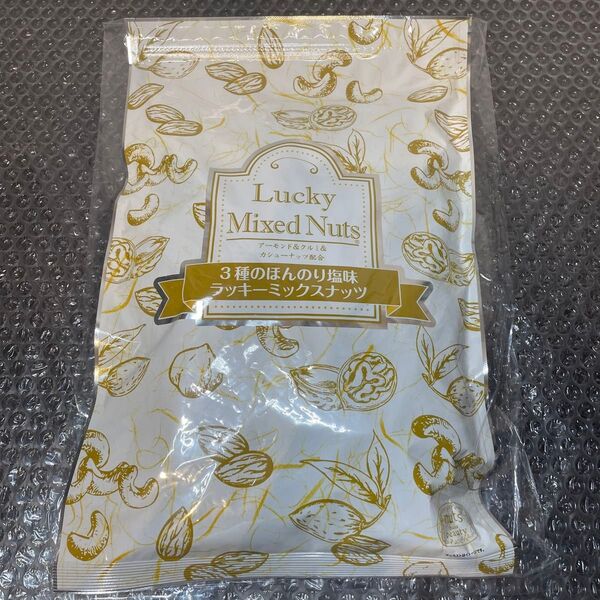 Lucky
Mixed Nuts
アーモンド&クルミ&
カシューナッツ配合
3種のほんのり塩味
ラッキーミックスナッツ